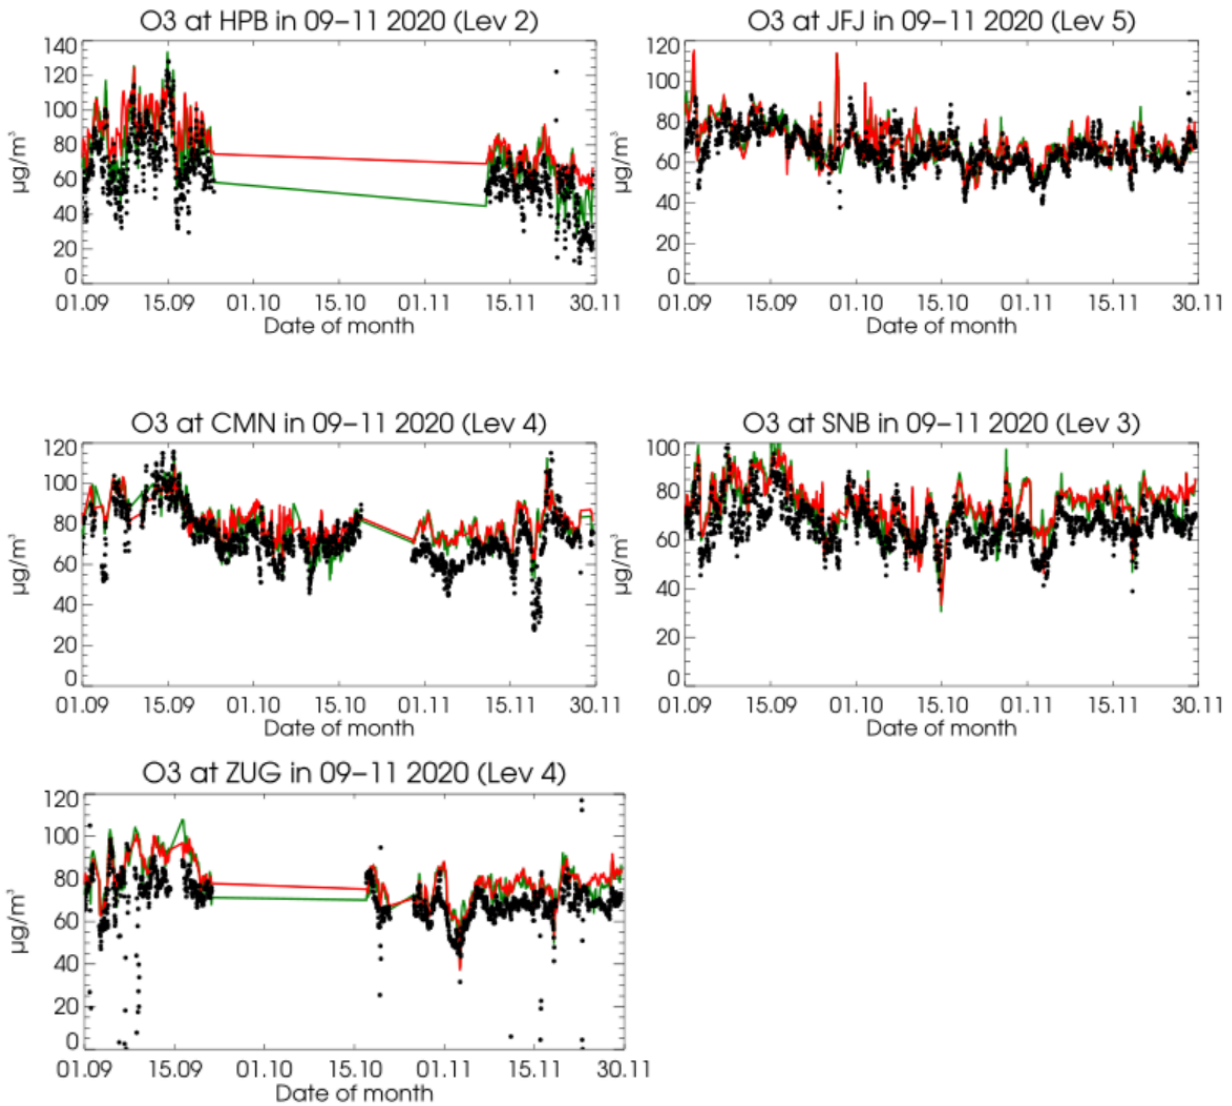 O3 at HPB in 09–11 2020 (Lev 2)
140
120
100
80
60
40
20
0
µg/m³
01.09 15.09 01.10 15.10 01.11 15.11 30.11
Date of month
O3 at JFJ in 09–11 2020 (Lev 5)
120
100
80
60
40
20
0
µg/m³
01.09 15.09 01.10 15.10 01.11 15.11 30.11
Date of month
O3 at CMN in 09–11 2020 (Lev 4)
120
100
80
60
40
20
0
µg/m³
01.09 15.09 01.10 15.10 01.11 15.11 30.11
Date of month
O3 at SNB in 09–11 2020 (Lev 3)
100
80
60
40
20
0
µg/m³
01.09 15.09 01.10 15.10 01.11 15.11 30.11
Date of month
O3 at ZUG in 09–11 2020 (Lev 4)
120
100
80
60
40
20
0
µg/m³
01.09 15.09 01.10 15.10 01.11 15.11 30.11
Date of month